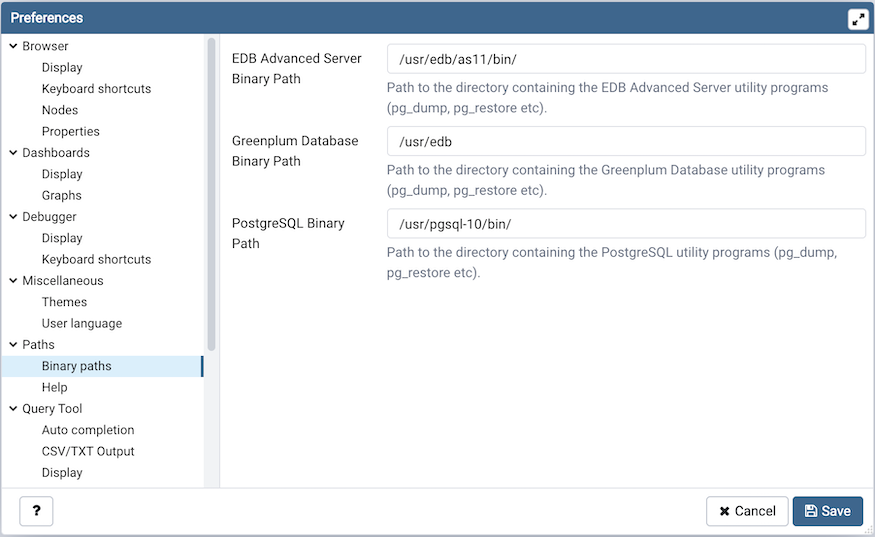 Preferences
Browser
Display
Keyboard shortcuts
Nodes
Properties
Dashboards
Display
Graphs
Debugger
Display
Keyboard shortcuts
Miscellaneous
Themes
User language
Paths
Binary paths
Help
Query Tool
Auto completion
CSV/TXT Output
Display
EDB Advanced Server
Binary Path
/usr/edb/as11/bin/
Path to the directory containing the EDB Advanced Server utility programs
(pg_dump, pg_restore etc).
Greenplum Database
Binary Path
/usr/edb
Path to the directory containing the Greenplum Database utility programs
(pg_dump, pg_restore etc).
PostgreSQL Binary
Path
/usr/pgsql-10/bin/
Path to the directory containing the PostgreSQL utility programs (pg_dump,
pg_restore etc).
?
Cancel
Save